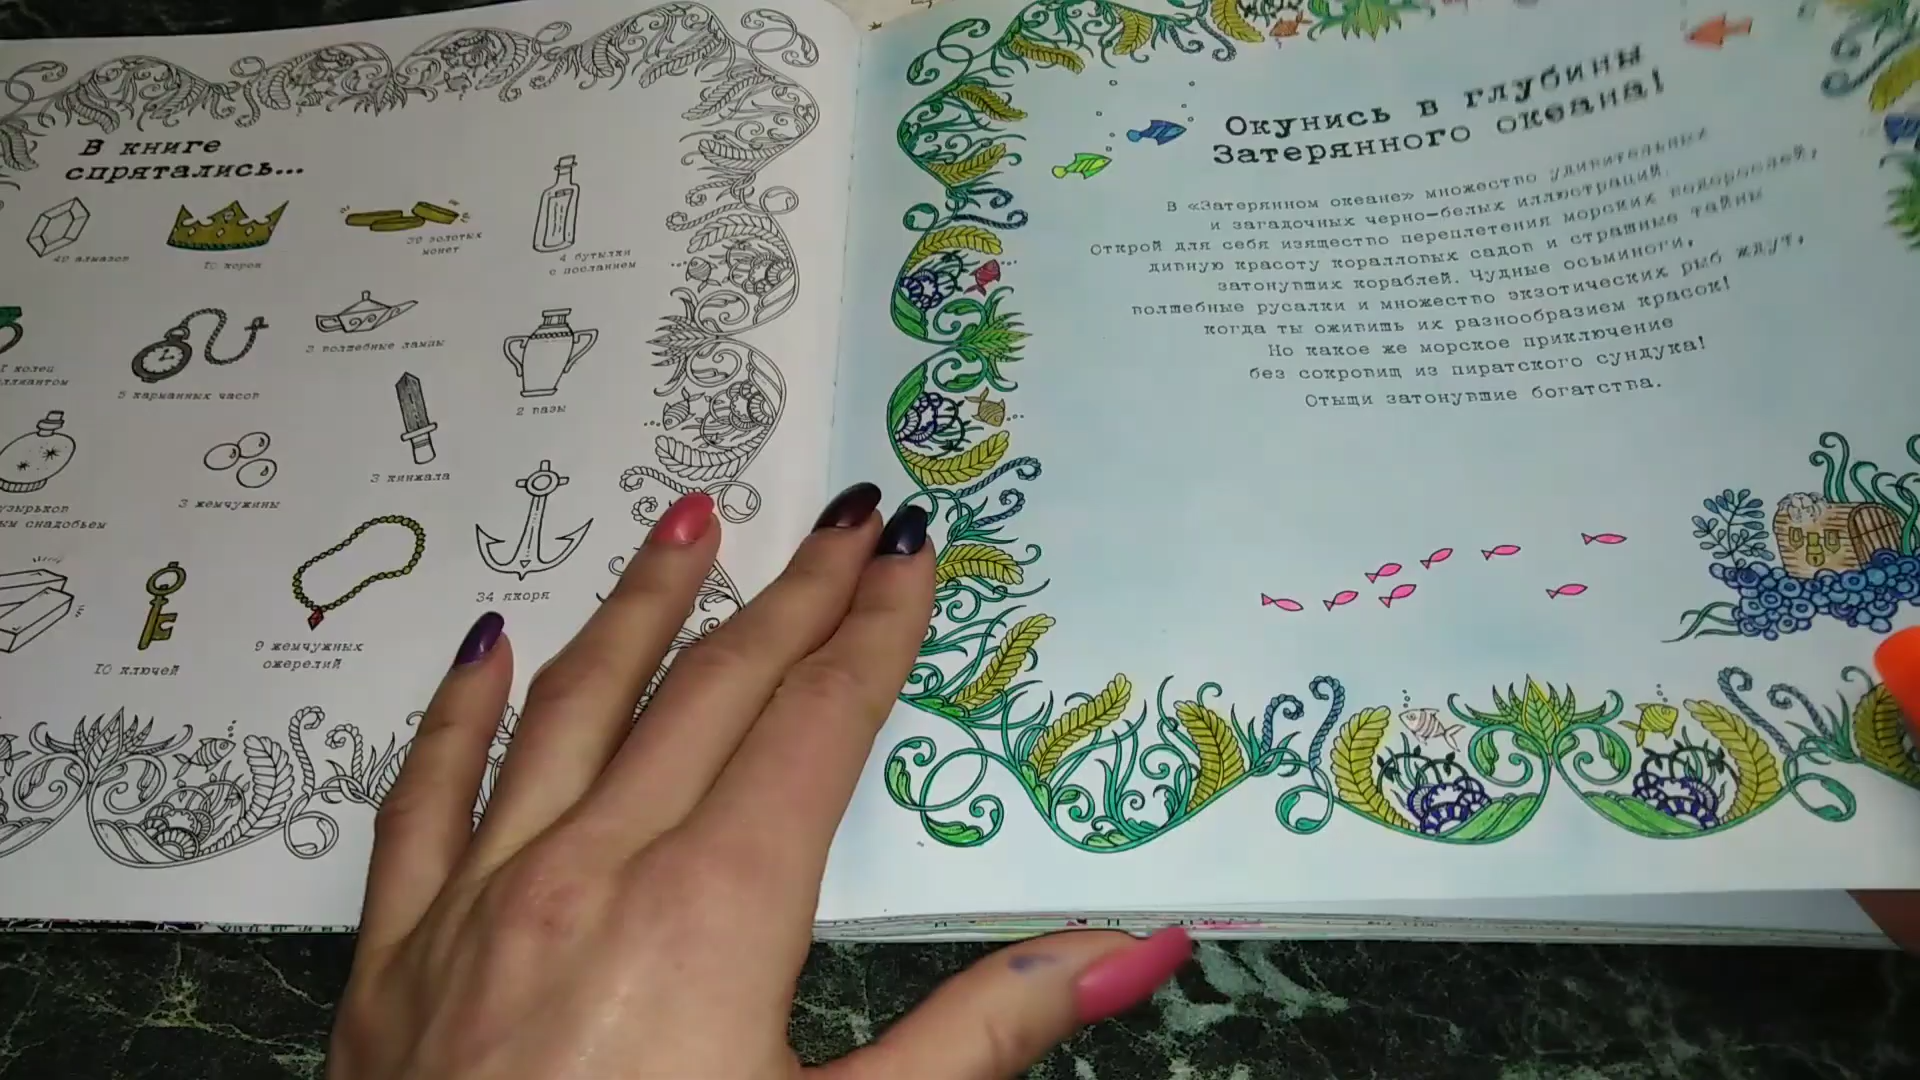 В книге
спрятались...
49 алмазов
10 корон
39 золотых
монет
4 бутылки
с посланием
колец
5 карманных часов
3 волшебные лампы
2 вазы
3 жемчужины
3 кинжала
снадобьем
10 ключей
9 жемчужных
ожерелий
34 якоря
Окунись в глубины
Затерянного океана!
В «Затерянном океане» множество удивительных
и загадочных черно-белых иллюстраций.
Открой для себя изящество переплетения морских водорослей,
дивную красоту коралловых садов и страшные тайны
затонувших кораблей. Чудные осьминоги,
волшебные русалки и множество экзотических рыб ждут,
когда ты оживишь их разнообразием красок!
Но какое же морское приключение
без сокровищ из пиратского сундука!
Отыщи затонувшие богатства.